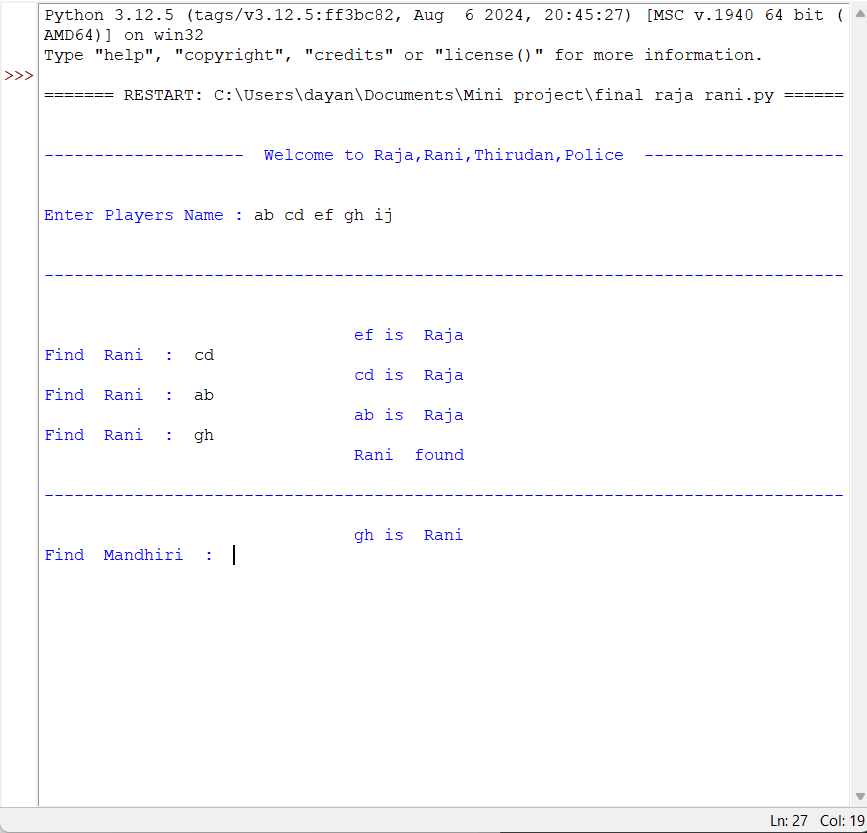 Python 3.12.5 (tags/v3.12.5:ff3bc82, Aug  6 2024, 20:45:27) [MSC v.1940 64 bit (
AMD64)] on win32
Type "help", "copyright", "credits" or "license()" for more information.
>>>
======= RESTART: C:\Users\dayan\Documents\Mini project\final raja rani.py ======
--------------------  Welcome to Raja,Rani,Thirudan,Police  --------------------
Enter Players Name : ab cd ef gh ij
--------------------------------------------------------------------------------
ef is  Raja
Find  Rani  :  cd
cd is  Raja
Find  Rani  :  ab
ab is  Raja
Find  Rani  :  gh
Rani  found
--------------------------------------------------------------------------------
gh is  Rani
Find  Mandhiri  :
Ln: 27  Col: 19